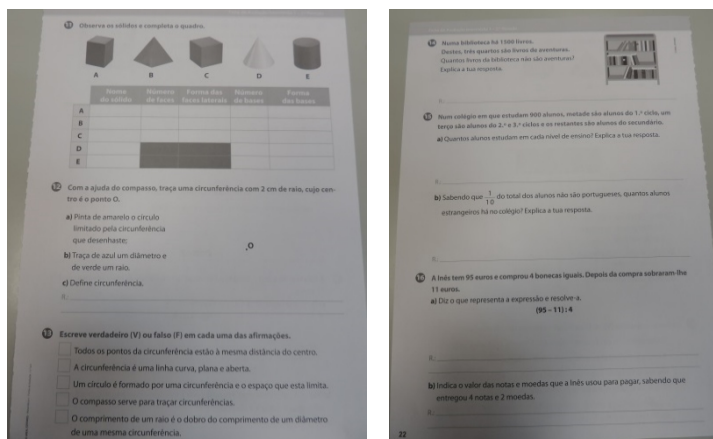 11 Observa os sólidos e completa o quadro.
A B C D E
Nome do sólido
Número de faces
Forma das faces laterais
Número de bases
Forma das bases
A
B
C
D
E
12 Com a ajuda do compasso, traça uma circunferência com 2 cm de raio, cujo cen-
tro é o ponto O.
a) Pinta de amarelo o círculo
limitado pela circunferência
que desenhaste;
b) Traça de azul um diâmetro e
de verde um raio.
c) Define circunferência.
R.
O
13 Escreve verdadeiro (V) ou falso (F) em cada uma das afirmações.
Todos os pontos da circunferência estão à mesma distância do centro.
A circunferência é uma linha curva, plana e aberta.
Um círculo é formado por uma circunferência e o espaço que esta limita.
O compasso serve para traçar circunferências.
O comprimento de um raio é o dobro do comprimento de um diâmetro
de uma mesma circunferência.
14 Numa biblioteca há 1500 livros.
Destes, três quartos são livros de aventuras.
Quantos livros da biblioteca não são aventuras?
Explica a tua resposta.
R.
15 Num colégio em que estudam 900 alunos, metade são alunos do 1.º ciclo, um
terço são alunos do 2.º e 3.º ciclos e os restantes são alunos do secundário.
a) Quantos alunos estudam em cada nível de ensino? Explica a tua resposta.
R.
b) Sabendo que 1/10 do total dos alunos não são portugueses, quantos alunos
estrangeiros há no colégio? Explica a tua resposta.
R.
16 A Inês tem 95 euros e comprou 4 bonecas iguais. Depois da compra sobraram-lhe
11 euros.
a) Diz o que representa a expressão e resolve-a.
(95 – 11) : 4
R.
b) Indica o valor das notas e moedas que a Inês usou para pagar, sabendo que
entregou 4 notas e 2 moedas.
R.
22